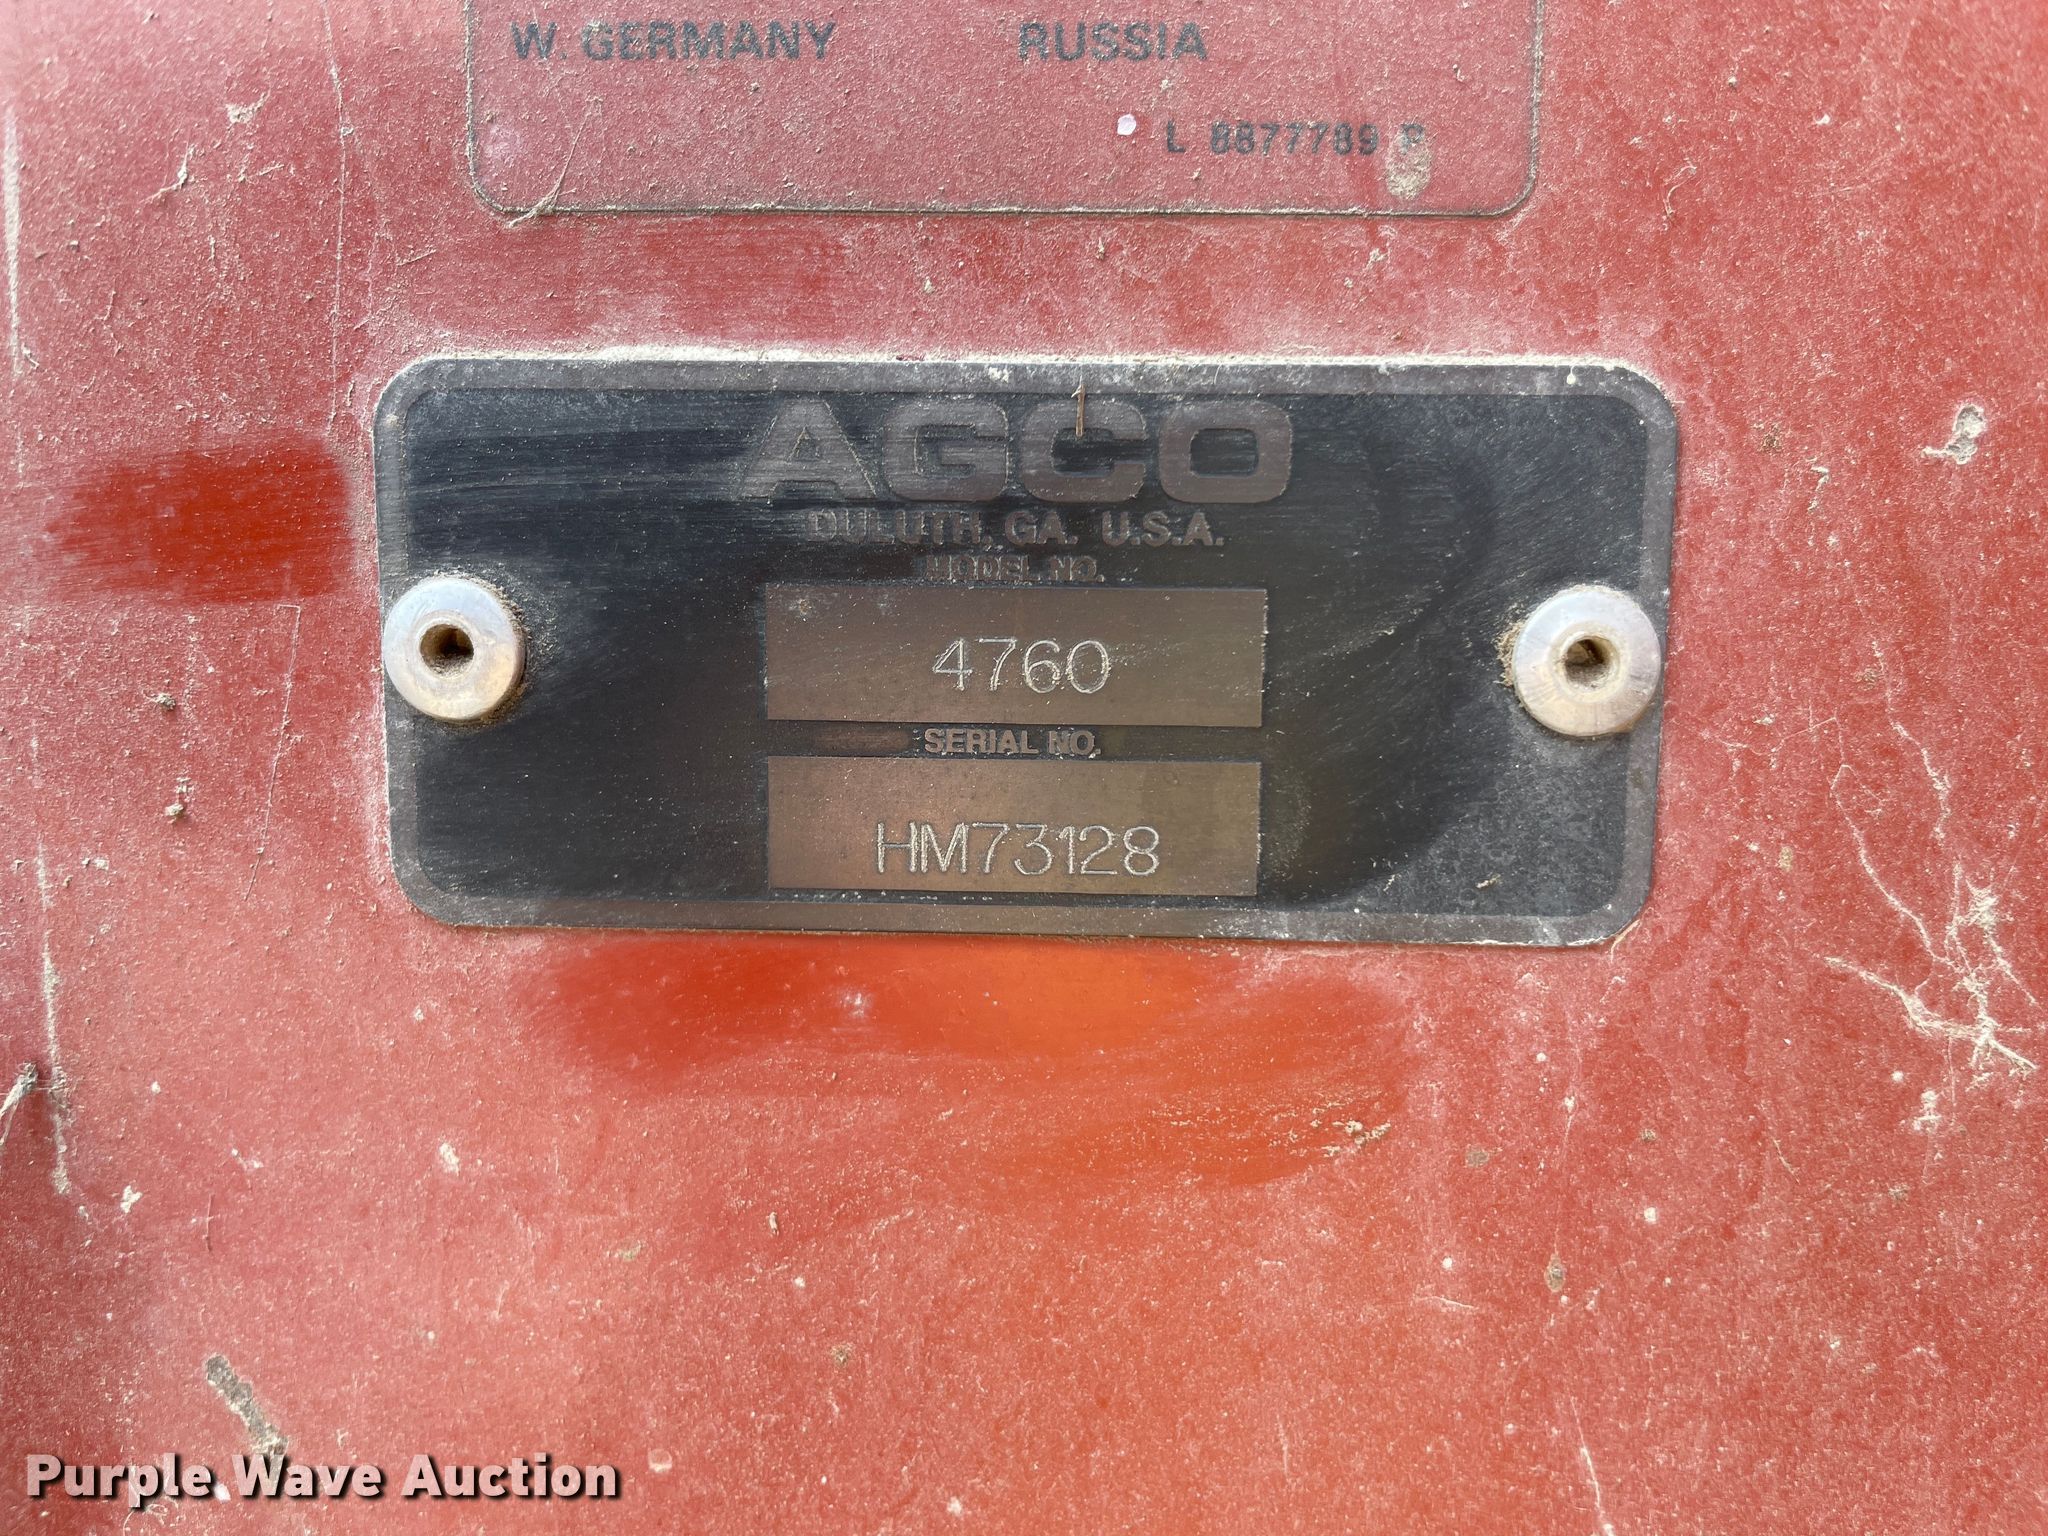 W. GERMANY RUSSIA
L 8877789 P
AGCO
DULUTH, GA. U.S.A.
MODEL NO.
4760
SERIAL NO.
HM73128
Purple Wave Auction